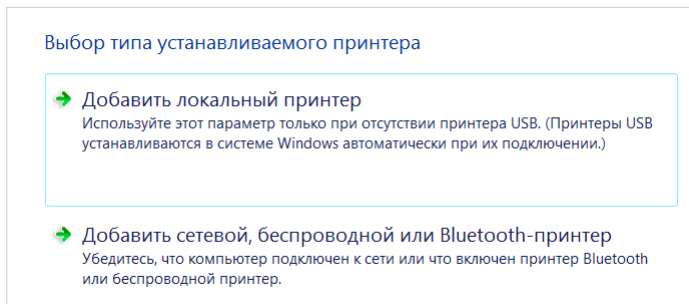 Выбор типа устанавливаемого принтера
Добавить локальный принтер
Используйте этот параметр только при отсутствии принтера USB. (Принтеры USB
устанавливаются в системе Windows автоматически при их подключении.)
Добавить сетевой, беспроводной или Bluetooth-принтер
Убедитесь, что компьютер подключен к сети или что включен принтер Bluetooth
или беспроводной принтер.